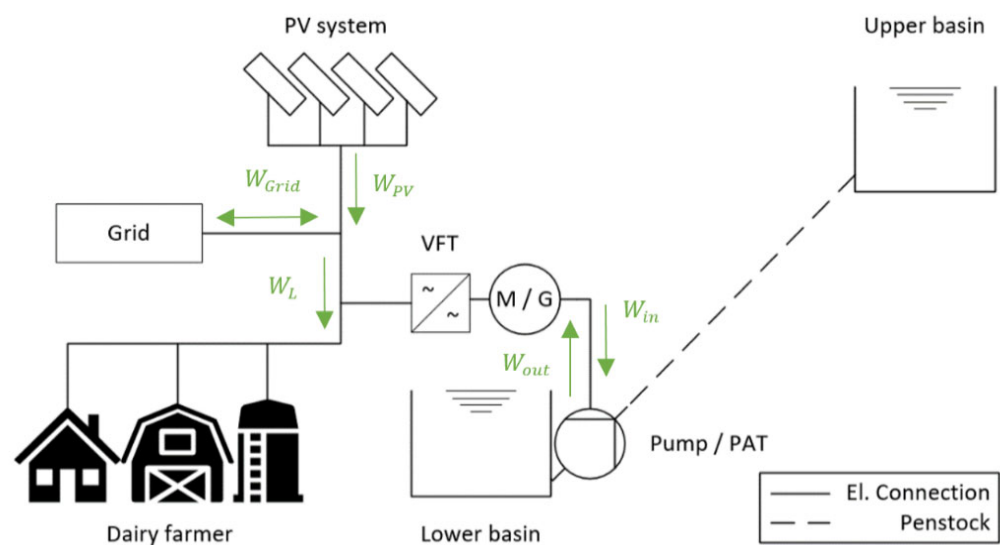 PV system
Upper basin
W_Grid
W_PV
Grid
VFT
W_L
~
~
M / G
W_in
W_out
Pump / PAT
El. Connection
Penstock
Dairy farmer
Lower basin